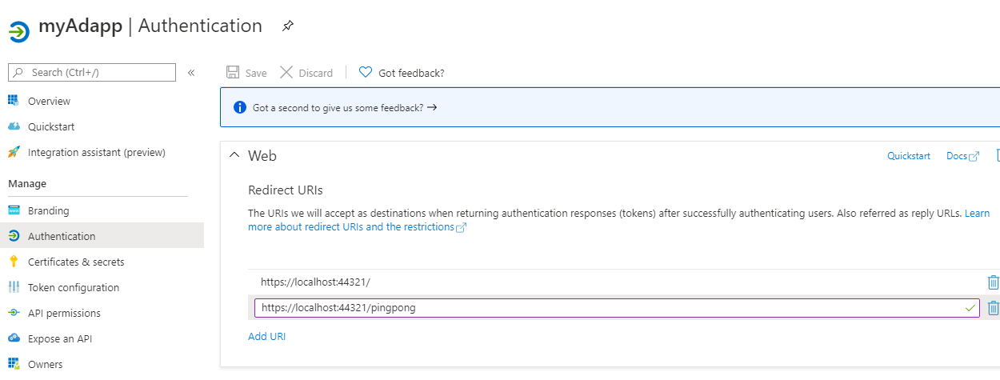 myAdapp | Authentication
Search (Ctrl+/)
«
Save
Discard
Got feedback?
Overview
Quickstart
Integration assistant (preview)
Manage
Branding
Authentication
Certificates & secrets
Token configuration
API permissions
Expose an API
Owners
Got a second to give us some feedback? →
Web
Quickstart
Docs
Redirect URIs
The URIs we will accept as destinations when returning authentication responses (tokens) after successfully authenticating users. Also referred as reply URLs. Learn
more about redirect URIs and the restrictions
https://localhost:44321/
https://localhost:44321/pingpong
Add URI